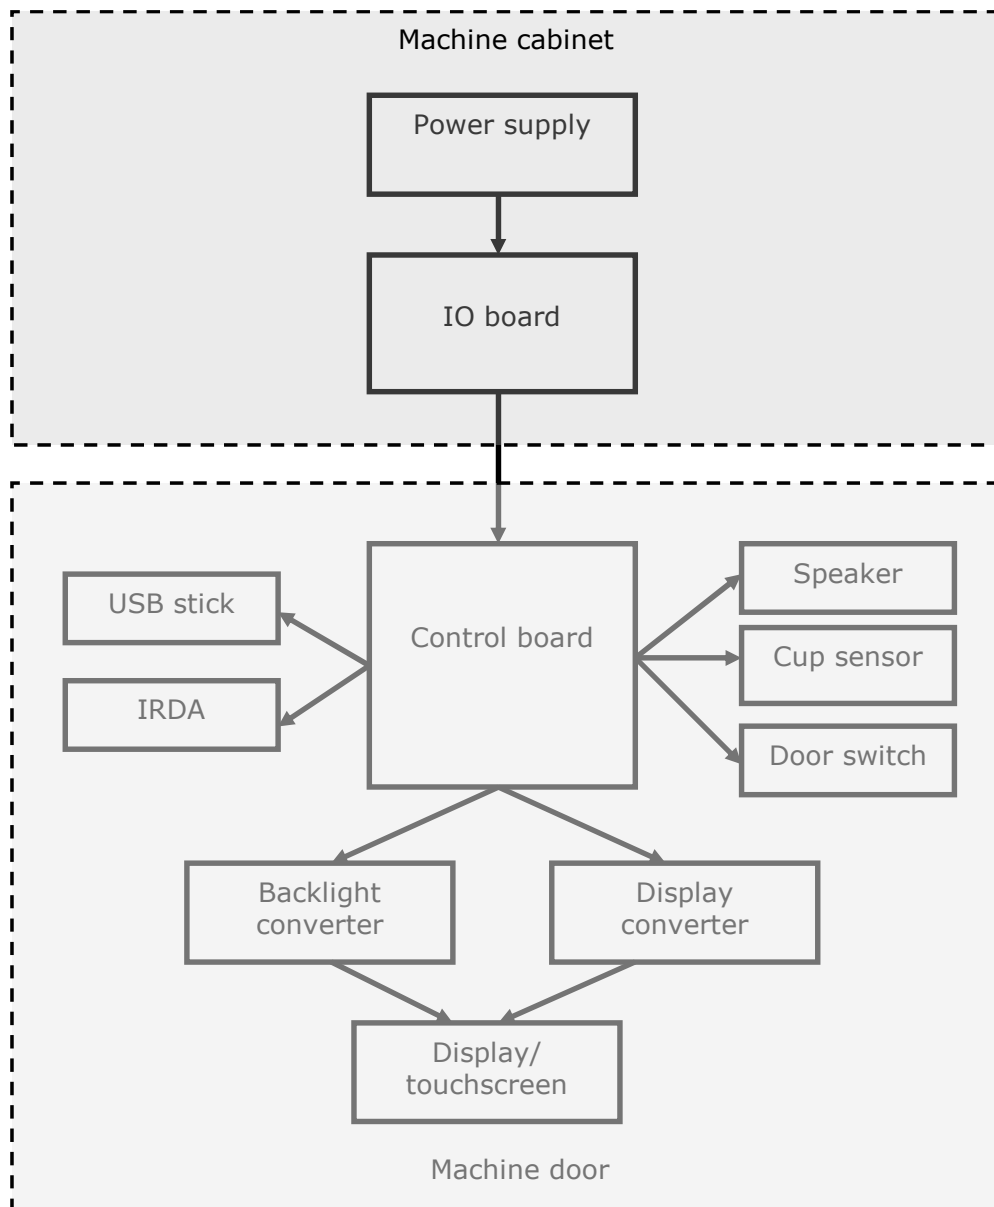 Machine cabinet
Power supply
IO board
USB stick
IRDA
Control board
Speaker
Cup sensor
Door switch
Backlight
converter
Display
converter
Display/
touchscreen
Machine door